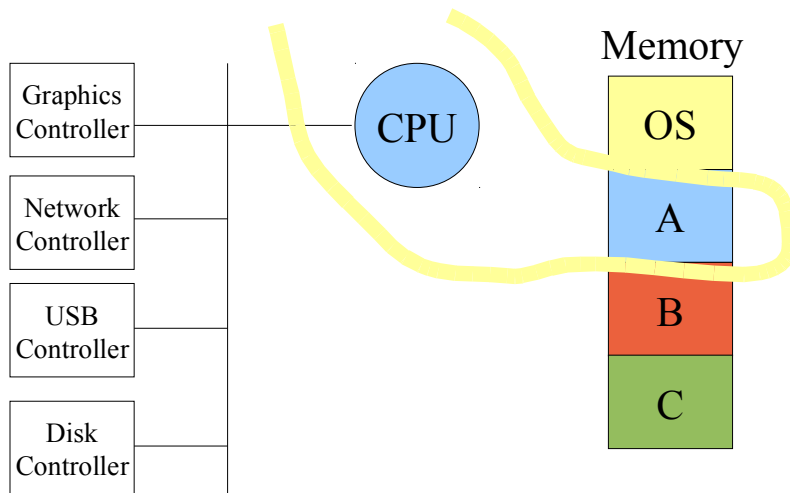 Memory
Graphics
Controller
CPU
OS
Network
Controller
A
USB
Controller
B
C
Disk
Controller